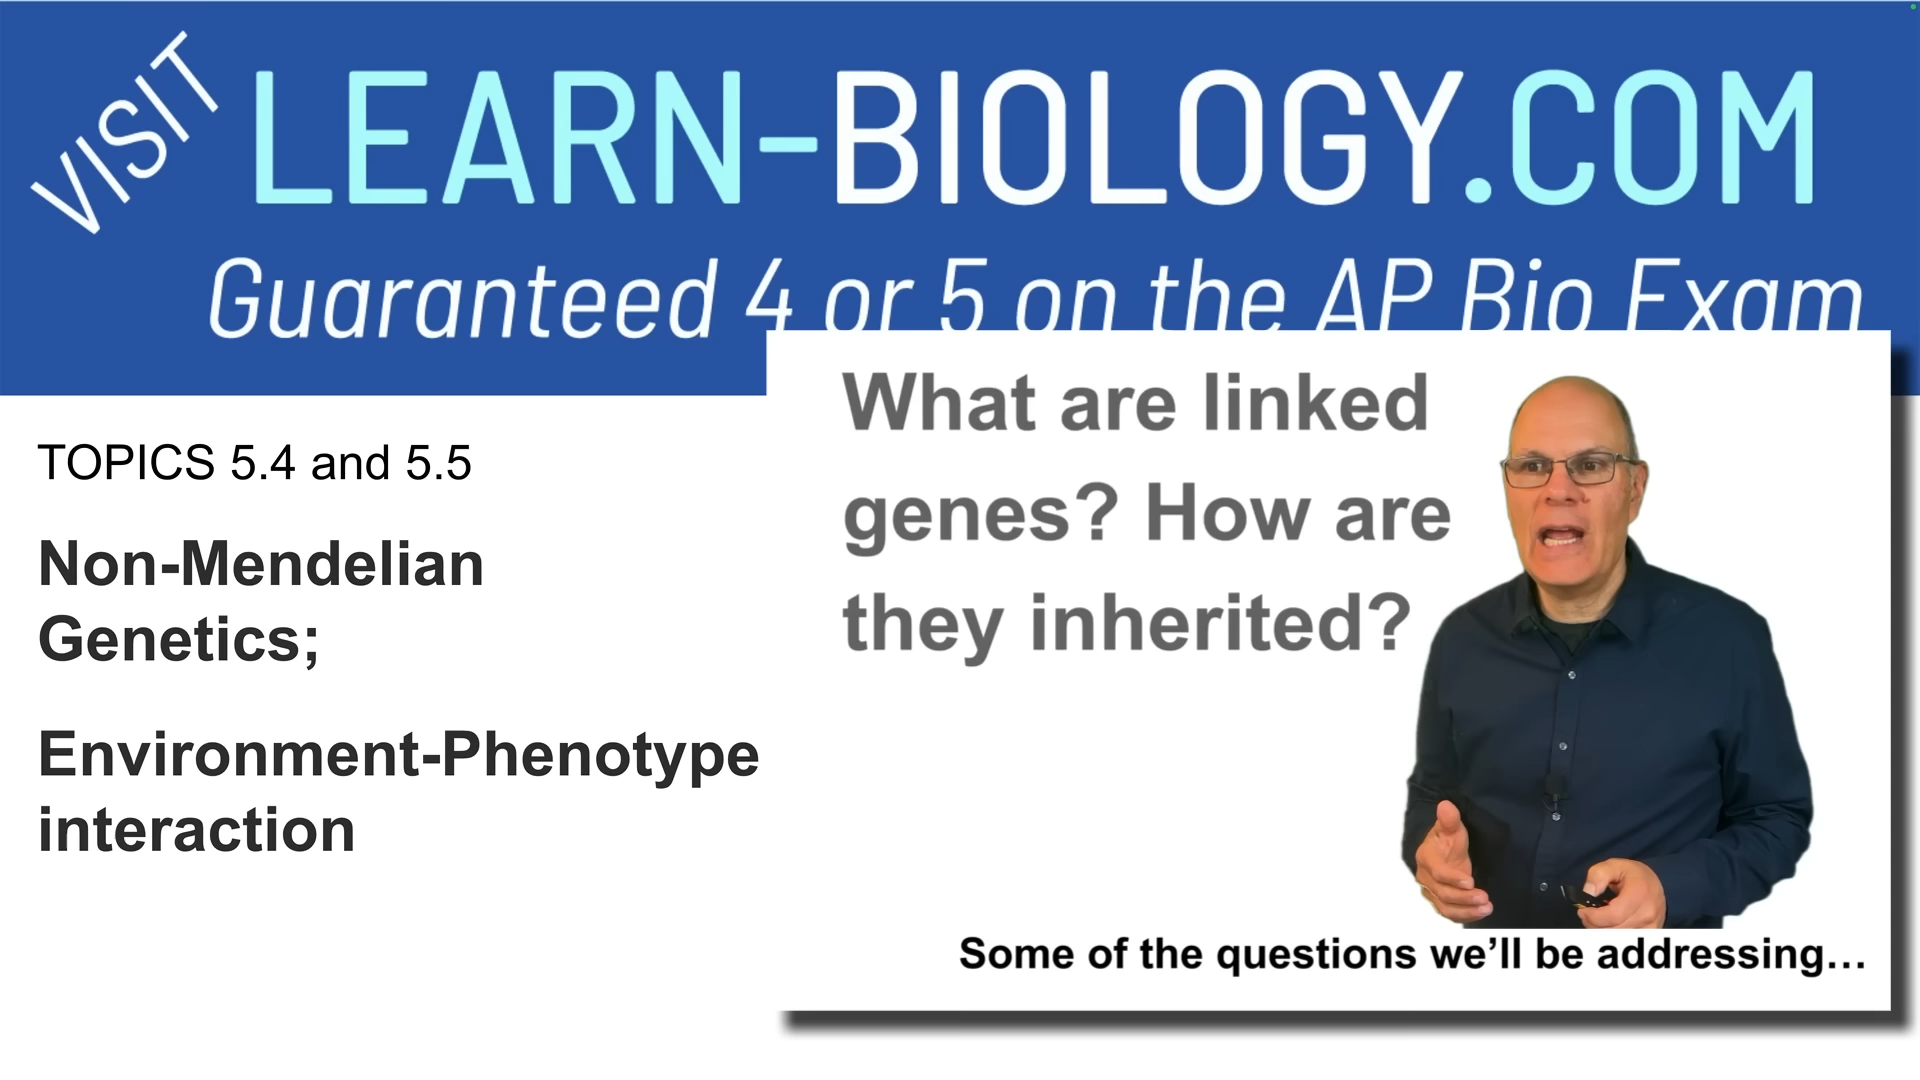 VISIT
LEARN-BIOLOGY.COM
Guaranteed 4 or 5 on the AP Bio Exam
TOPICS 5.4 and 5.5
Non-Mendelian
Genetics;
Environment-Phenotype
interaction
What are linked
genes? How are
they inherited?
Some of the questions we’ll be addressing…